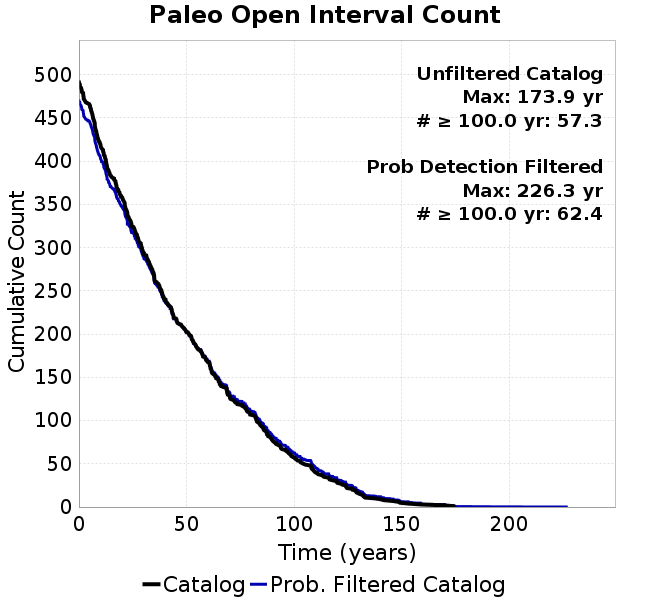 Paleo Open Interval Count
Unfiltered Catalog
Max: 173.9 yr
# ≥ 100.0 yr: 57.3
Prob Detection Filtered
Max: 226.3 yr
# ≥ 100.0 yr: 62.4
Cumulative Count
500
450
400
350
300
250
200
150
100
50
0
0 50 100 150 200
Time (years)
Catalog Prob. Filtered Catalog